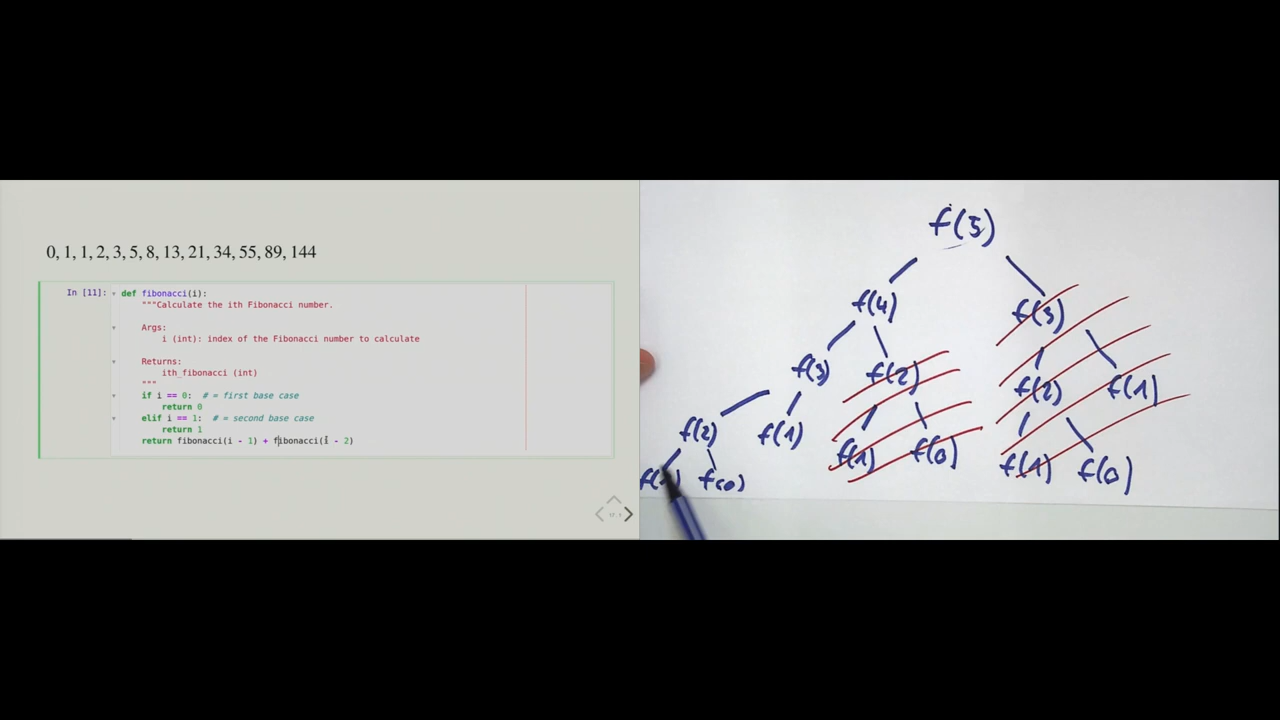 0, 1, 1, 2, 3, 5, 8, 13, 21, 34, 55, 89, 144
In [11]:
def fibonacci(i):
"""Calculate the ith Fibonacci number.
Args:
i (int): index of the Fibonacci number to calculate
Returns:
ith_fibonacci (int)
"""
if i == 0:  # = first base case
return 0
elif i == 1:  # = second base case
return 1
return fibonacci(i - 1) + fibonacci(i - 2)
f(5)
f(4) f(3)
f(3) f(2) f(2) f(1)
f(2) f(1) f(1) f(0) f(1) f(0)
f(0)